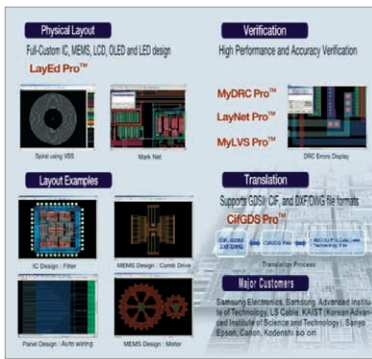 Physical Layout
Full-Custom IC, MEMS, LCD, OLED and LED design
LayEd Pro™
Spiral using VBS
Mark Net
Layout Examples
IC Design : Filter
MEMS Design : Comb Drive
Panel Design : Auto wiring
MEMS Design : Motor
Verification
High Performance and Accuracy Verification
MyDRC Pro™
LayNet Pro™
MyLVS Pro™
DRC Errors Display
Translation
Supports GDSII, CIF, and DXF/DWG file formats
CifGDS Pro™
Translation Process
Major Customers
Samsung Electronics, Samsung Advanced Institu-
te of Technology, LS Cable, KAIST (Korean Advan-
ced Institute of Science and Technology), Sanyo
Epson, Canon, Kodenshi so on